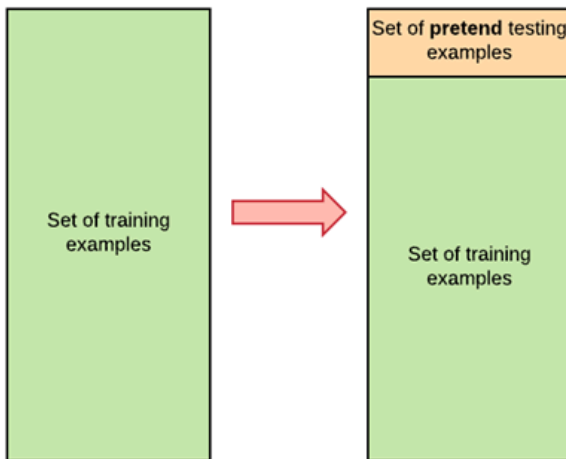 Set of training
examples
Set of pretend testing
examples
Set of training
examples